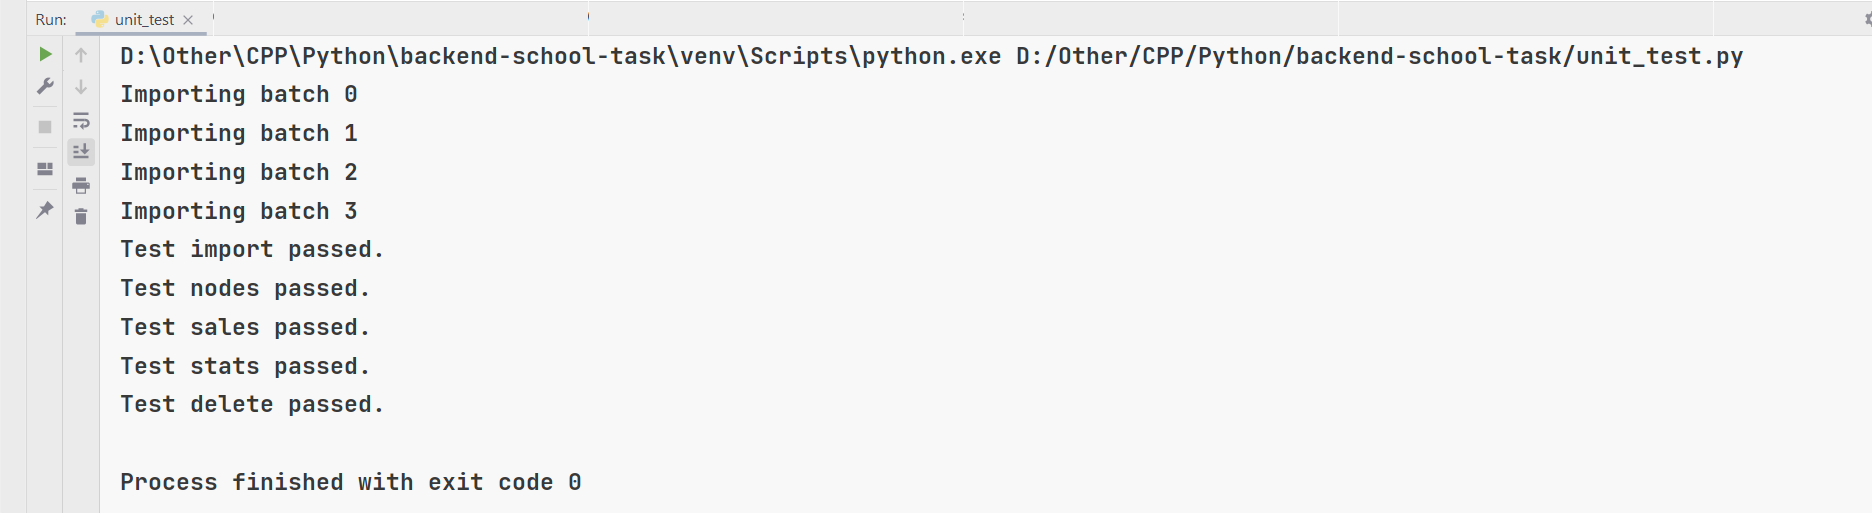 Run: unit_test
D:\Other\CPP\Python\backend-school-task\venv\Scripts\python.exe D:/Other/CPP/Python/backend-school-task/unit_test.py
Importing batch 0
Importing batch 1
Importing batch 2
Importing batch 3
Test import passed.
Test nodes passed.
Test sales passed.
Test stats passed.
Test delete passed.
Process finished with exit code 0